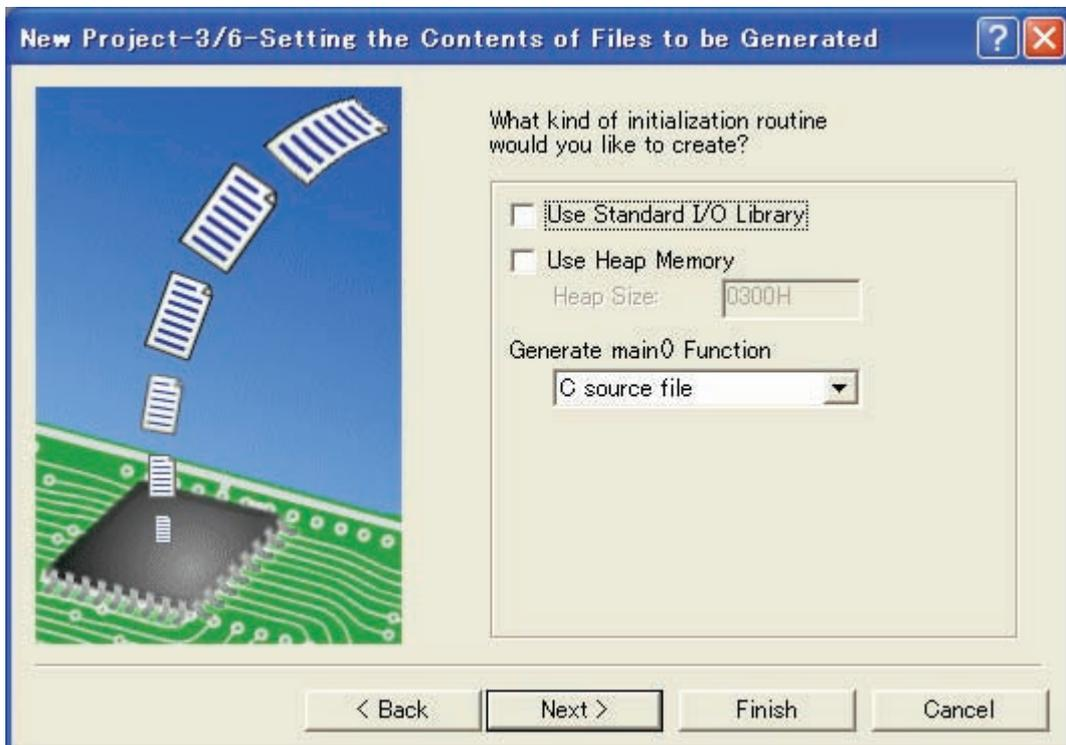 New Project-3/6-Setting the Contents of Files to be Generated
What kind of initialization routine
would you like to create?
Use Standard I/O Library
Use Heap Memory
Heap Size: 0300H
Generate main() Function
C source file
< Back Next > Finish Cancel